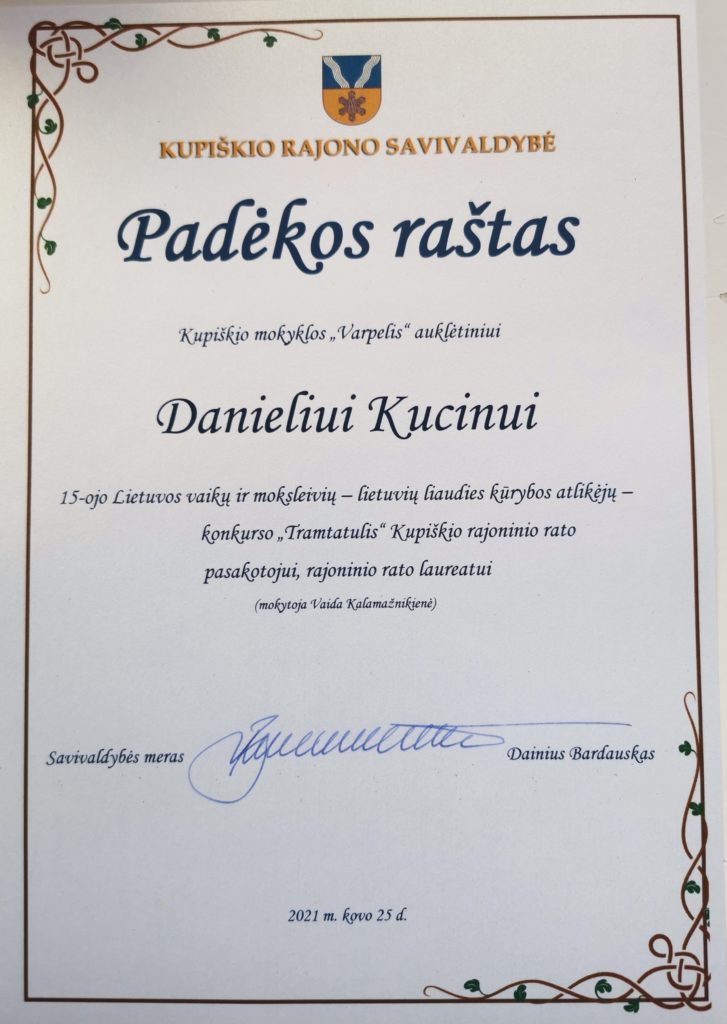 KUPIŠKIO RAJONO SAVIVALDYBĖ
Padėkos raštas
Kupiškio mokyklos „Varpelis“ auklėtiniui
Danieliui Kucinui
15-ojo Lietuvos vaikų ir moksleivių – lietuvių liaudies kūrybos atlikėjų –
konkurso „Tramtatulis“ Kupiškio rajoninio rato
pasakotojui, rajoninio rato laureatui
(mokytoja Vaida Kalamažnikienė)
Savivaldybės meras Dainius Bardauskas
2021 m. kovo 25 d.